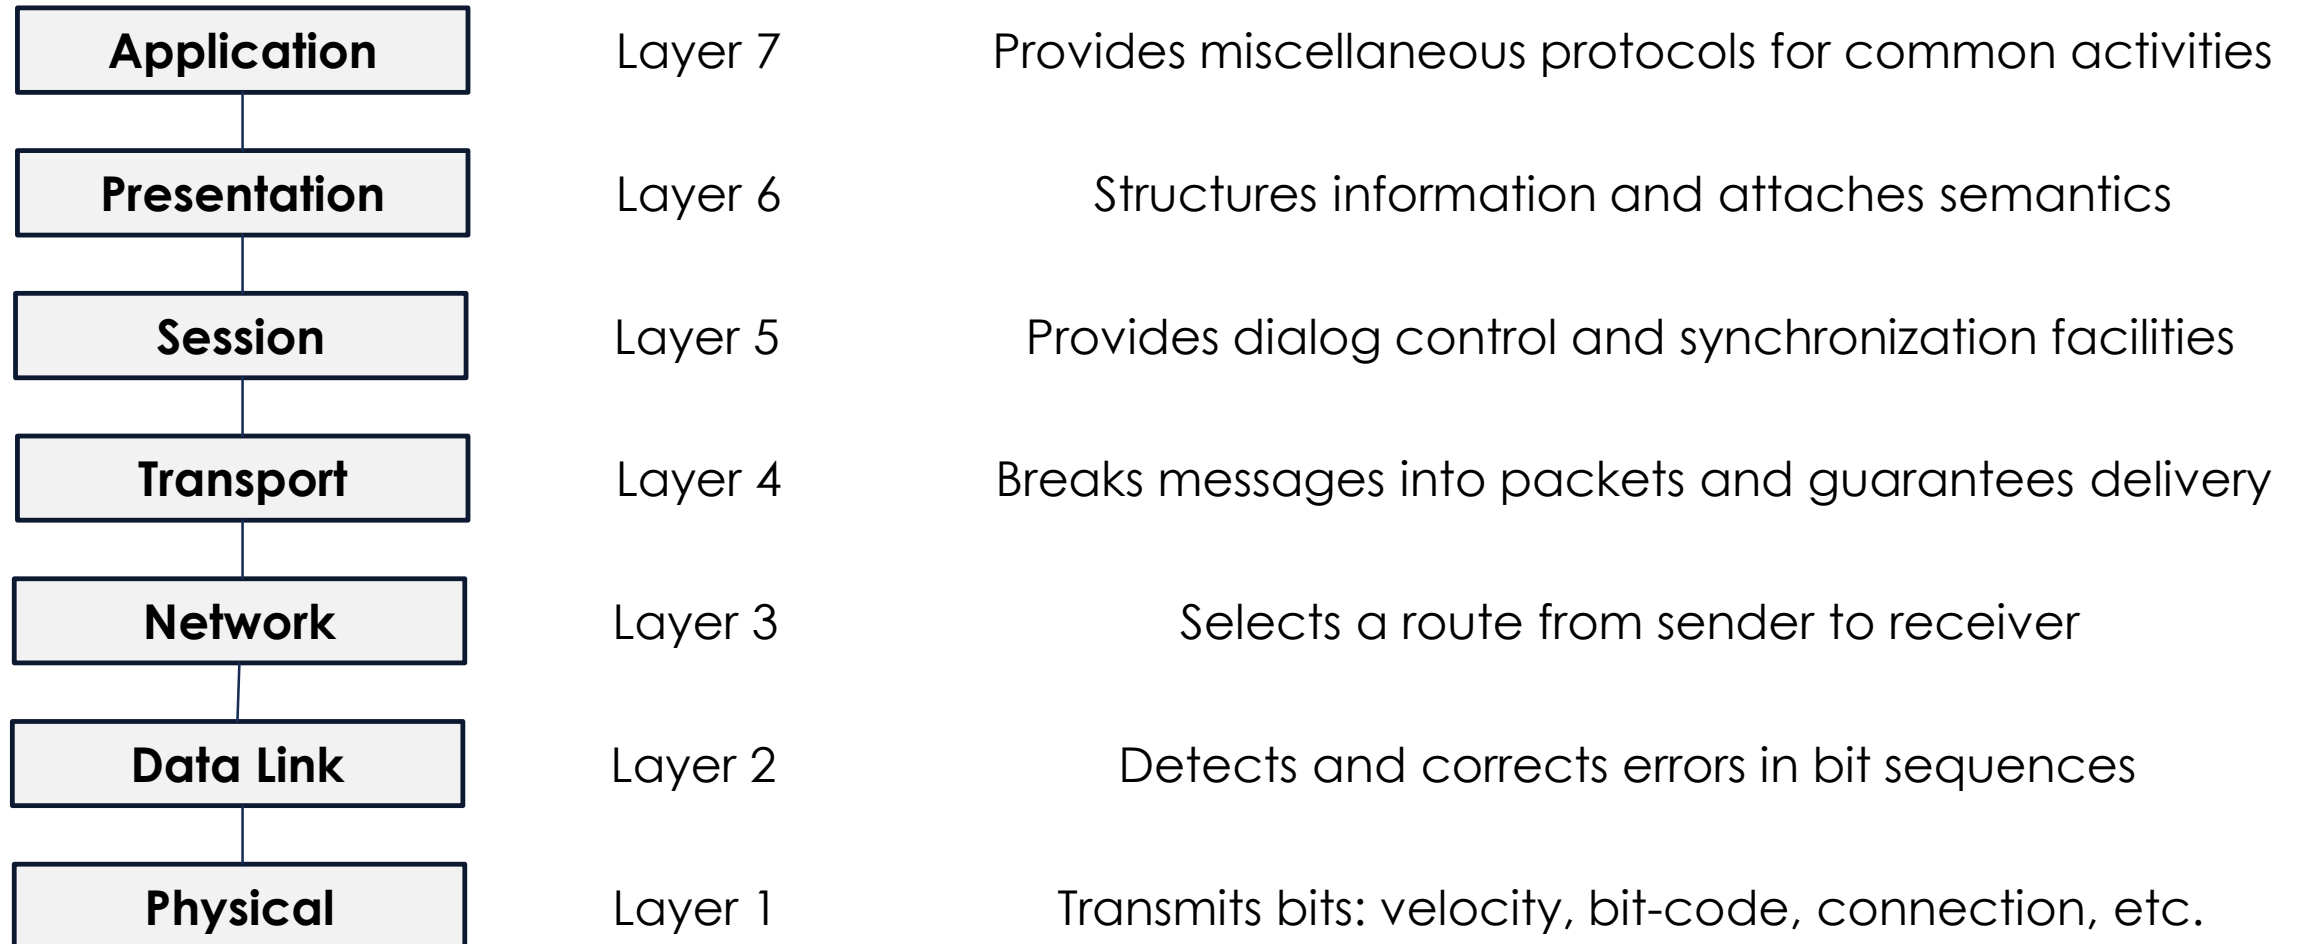 Application Layer 7 Provides miscellaneous protocols for common activities
Presentation Layer 6 Structures information and attaches semantics
Session Layer 5 Provides dialog control and synchronization facilities
Transport Layer 4 Breaks messages into packets and guarantees delivery
Network Layer 3 Selects a route from sender to receiver
Data Link Layer 2 Detects and corrects errors in bit sequences
Physical Layer 1 Transmits bits: velocity, bit-code, connection, etc.